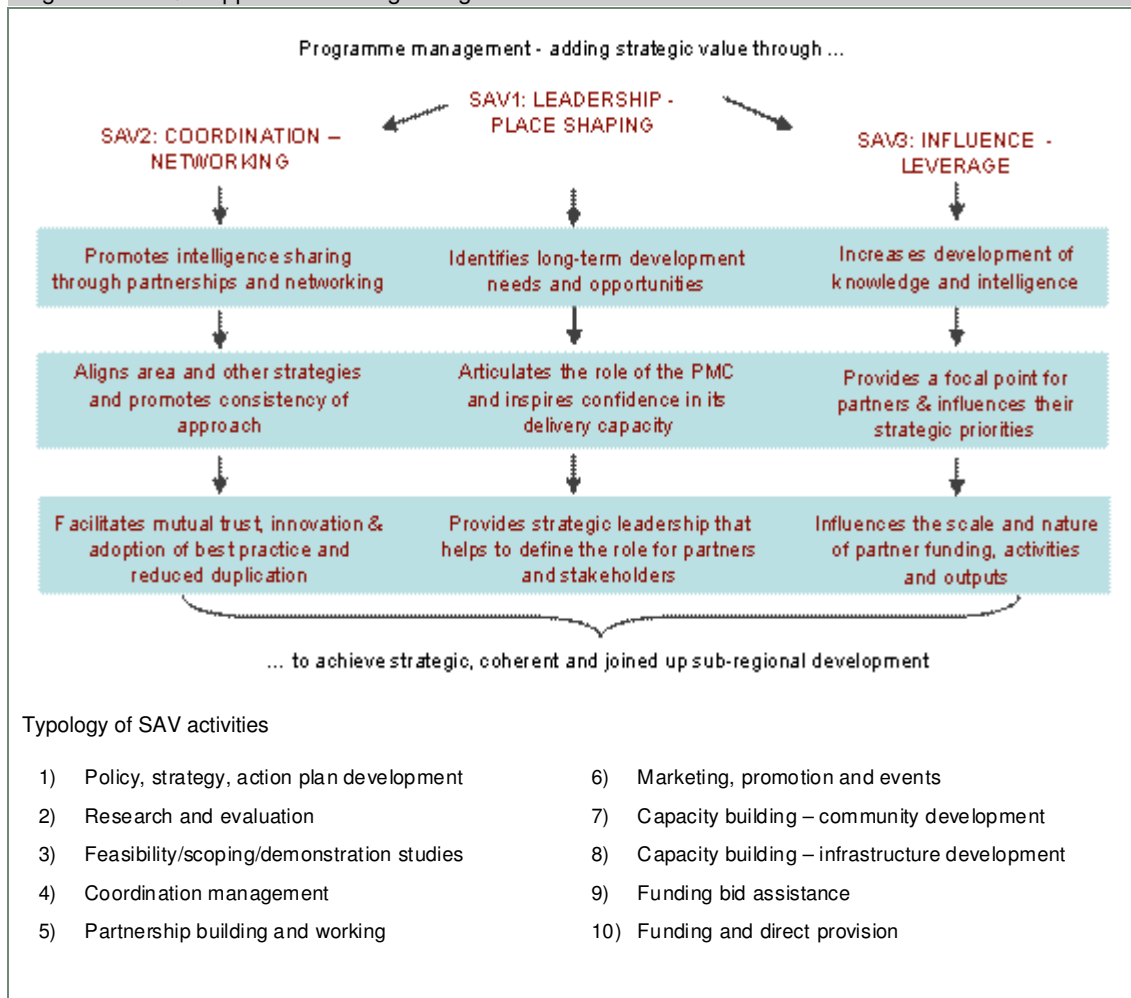 Programme management - adding strategic value through ...
SAV1: LEADERSHIP -
PLACE SHAPING
SAV2: COORDINATION –
NETWORKING
SAV3: INFLUENCE -
LEVERAGE
Promotes intelligence sharing
through partnerships and networking
Identifies long-term development
needs and opportunities
Increases development of
knowledge and intelligence
Aligns area and other strategies
and promotes consistency of
approach
Articulates the role of the PMC
and inspires confidence in its
delivery capacity
Provides a focal point for
partners & influences their
strategic priorities
Facilitates mutual trust, innovation &
adoption of best practice and
reduced duplication
Provides strategic leadership that
helps to define the role for partners
and stakeholders
Influences the scale and nature
of partner funding, activities
and outputs
... to achieve strategic, coherent and joined up sub-regional development
Typology of SAV activities
1) Policy, strategy, action plan development
2) Research and evaluation
3) Feasibility/scoping/demonstration studies
4) Coordination management
5) Partnership building and working
6) Marketing, promotion and events
7) Capacity building – community development
8) Capacity building – infrastructure development
9) Funding bid assistance
10) Funding and direct provision